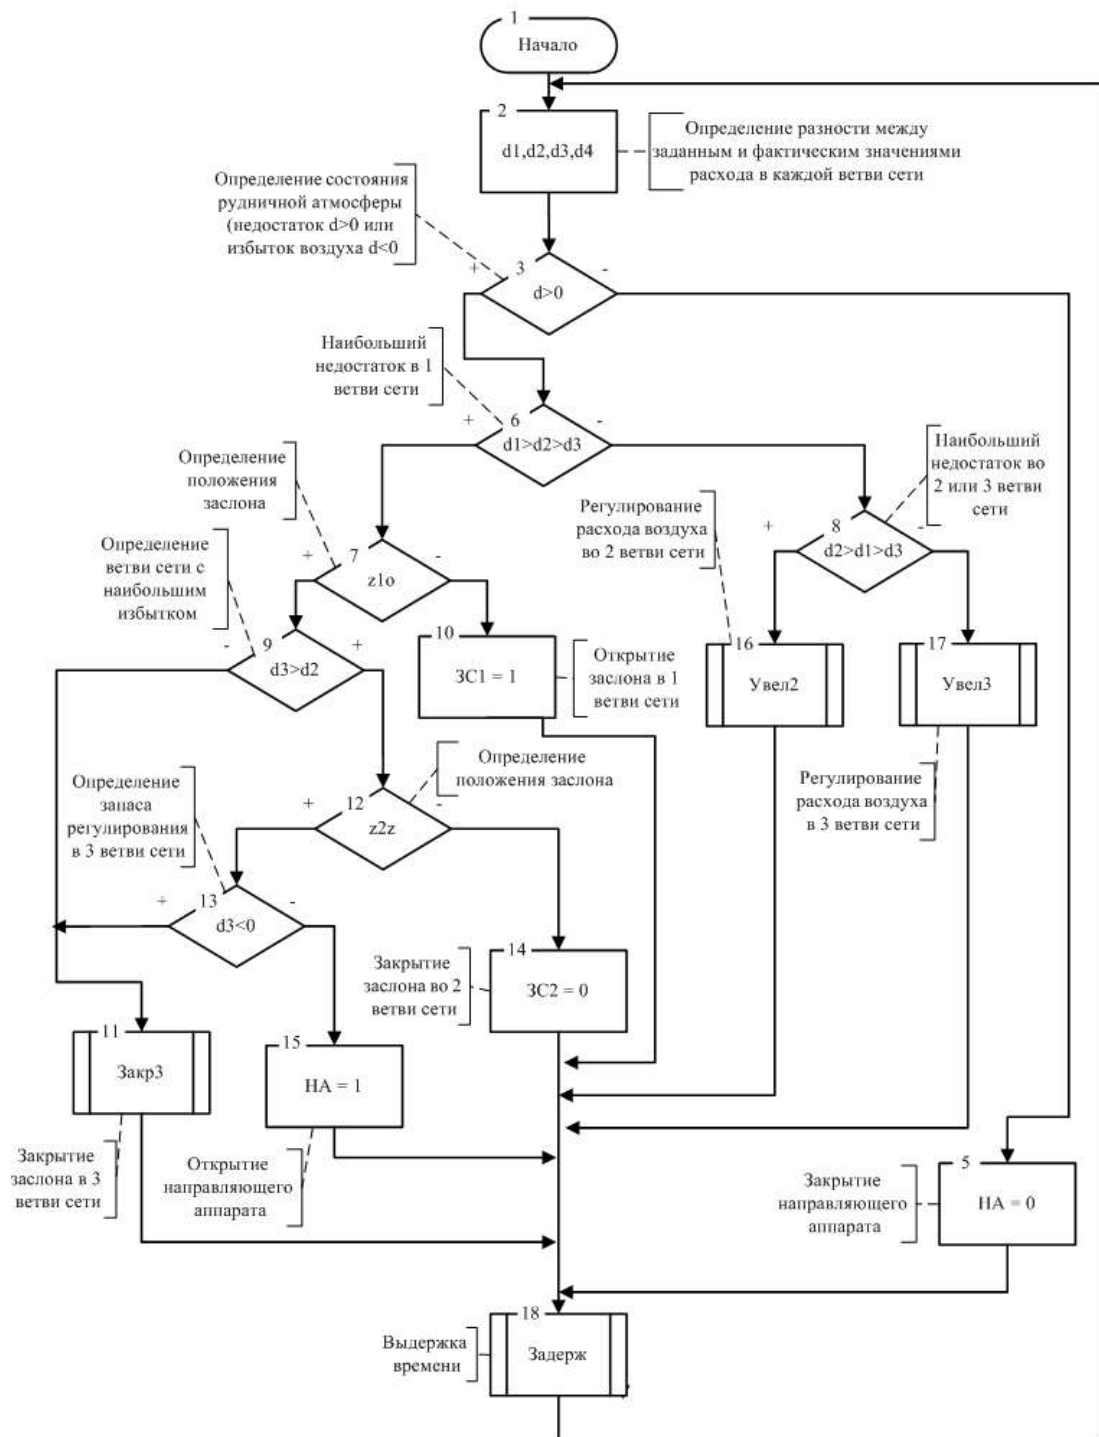 1
Начало
2
d1,d2,d3,d4
Определение разности между
заданным и фактическим значениями
расхода в каждой ветви сети
Определение состояния
рудничной атмосферы
(недостаток d>0 или
избыток воздуха d<0
+
3
-
d>0
Наибольший
недостаток в 1
ветви сети
+
6
-
d1>d2>d3
Наибольший
недостаток во
2 или 3 ветви
сети
Определение
положения
заслона
Регулирование
расхода воздуха
во 2 ветви сети
+
8
-
d2>d1>d3
Определение
ветви сети с
наибольшим
избытком
+
7
-
z1o
-
9
+
d3>d2
10
ЗС1 = 1
Открытие
заслона в 1
ветви сети
16
Увел2
17
Увел3
Регулирование
расхода воздуха
в 3 ветви сети
Определение
положения заслона
Определение
запаса
регулирования
в 3 ветви сети
+
12
-
z2z
+
13
-
d3<0
Закрытие
заслона во 2
ветви сети
14
ЗС2 = 0
11
Закр3
15
НА = 1
Закрытие
заслона в 3
ветви сети
Открытие
направляющего
аппарата
Закрытие
направляющего
аппарата
5
НА = 0
Выдержка
времени
18
Задерж